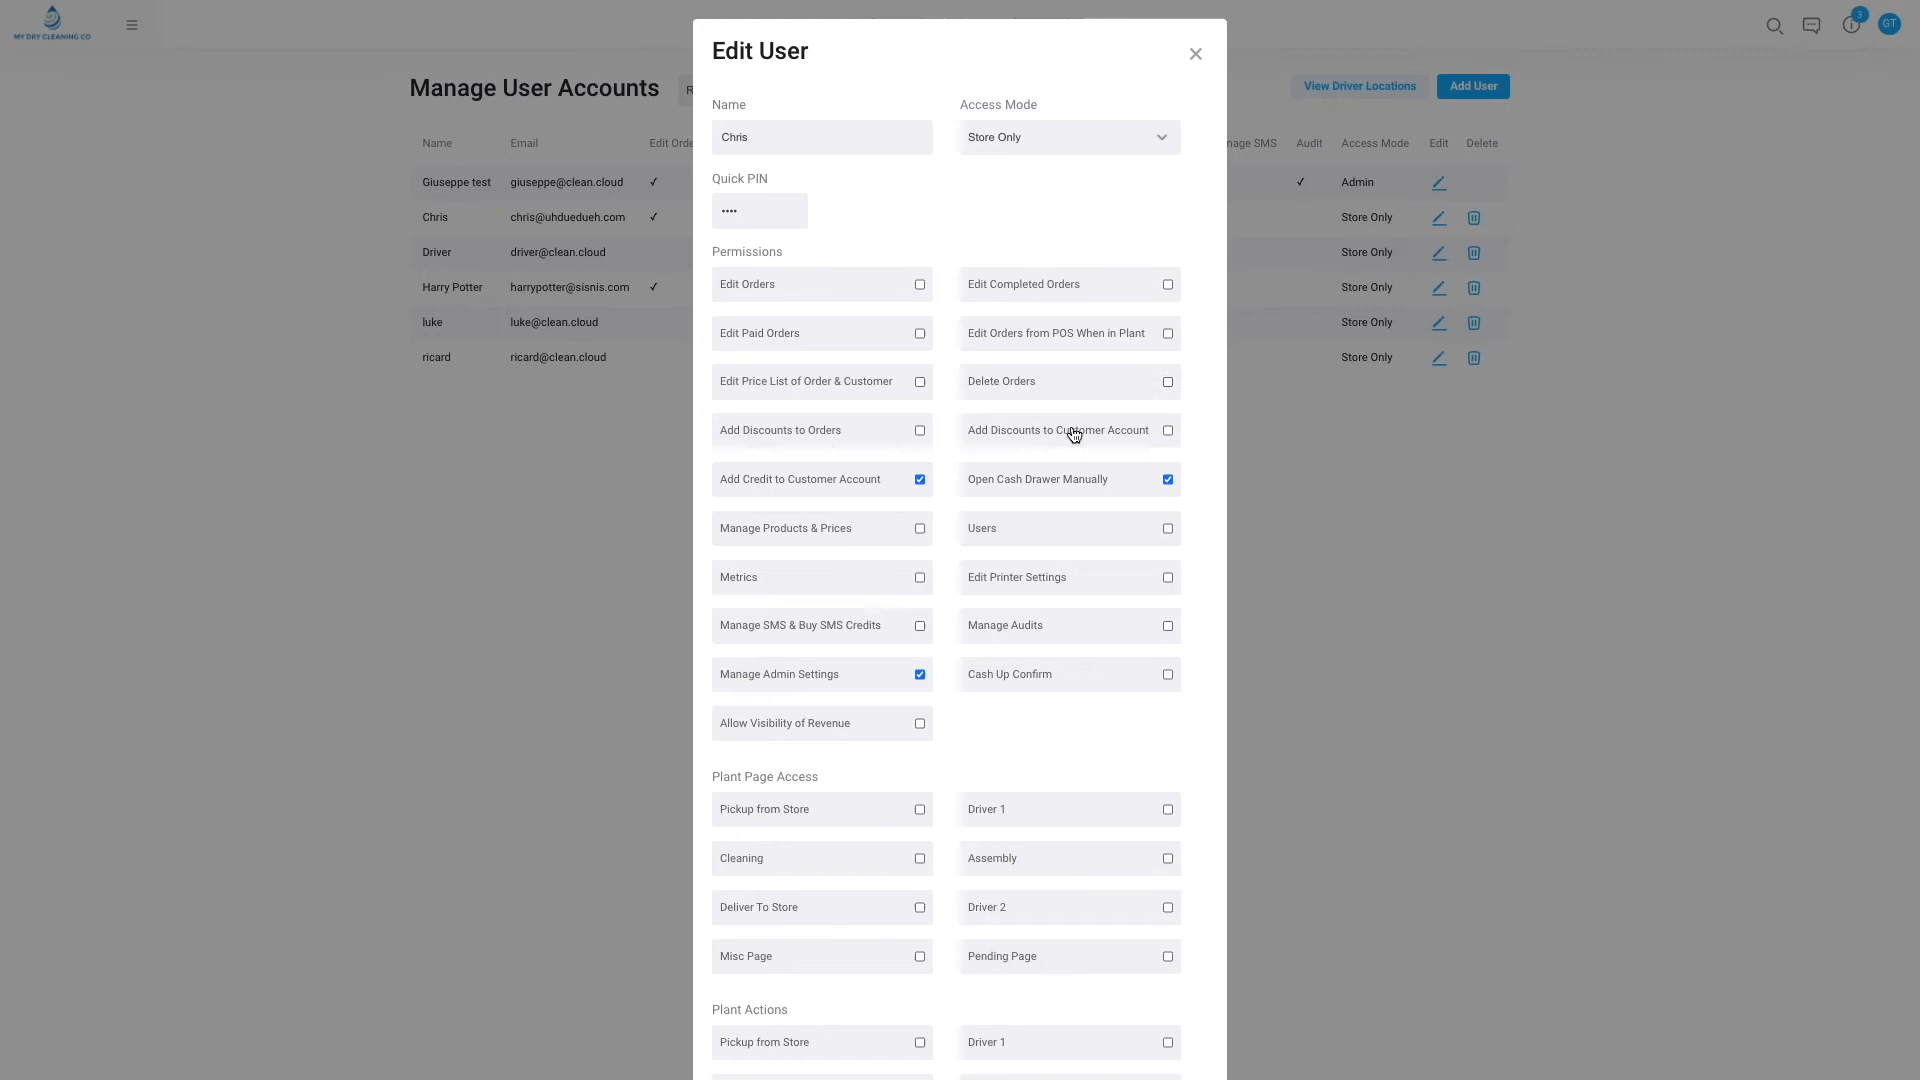 MY DRY CLEANING CO
3
GT
Edit User
Manage User Accounts
R
View Driver Locations
Add User
Name
Access Mode
Chris
Store Only
Quick PIN
••••
Name Email Edit Orde nage SMS Audit Access Mode Edit Delete
Giuseppe test giuseppe@clean.cloud ✓ ✓ Admin
Chris chris@uhduedueh.com ✓ Store Only
Driver driver@clean.cloud Store Only
Harry Potter harrypotter@sisnis.com ✓ Store Only
luke luke@clean.cloud Store Only
ricard ricard@clean.cloud Store Only
Permissions
Edit Orders
Edit Completed Orders
Edit Paid Orders
Edit Orders from POS When in Plant
Edit Price List of Order & Customer
Delete Orders
Add Discounts to Orders
Add Discounts to Customer Account
Add Credit to Customer Account
Open Cash Drawer Manually
Manage Products & Prices
Users
Metrics
Edit Printer Settings
Manage SMS & Buy SMS Credits
Manage Audits
Manage Admin Settings
Cash Up Confirm
Allow Visibility of Revenue
Plant Page Access
Pickup from Store
Driver 1
Cleaning
Assembly
Deliver To Store
Driver 2
Misc Page
Pending Page
Plant Actions
Pickup from Store
Driver 1